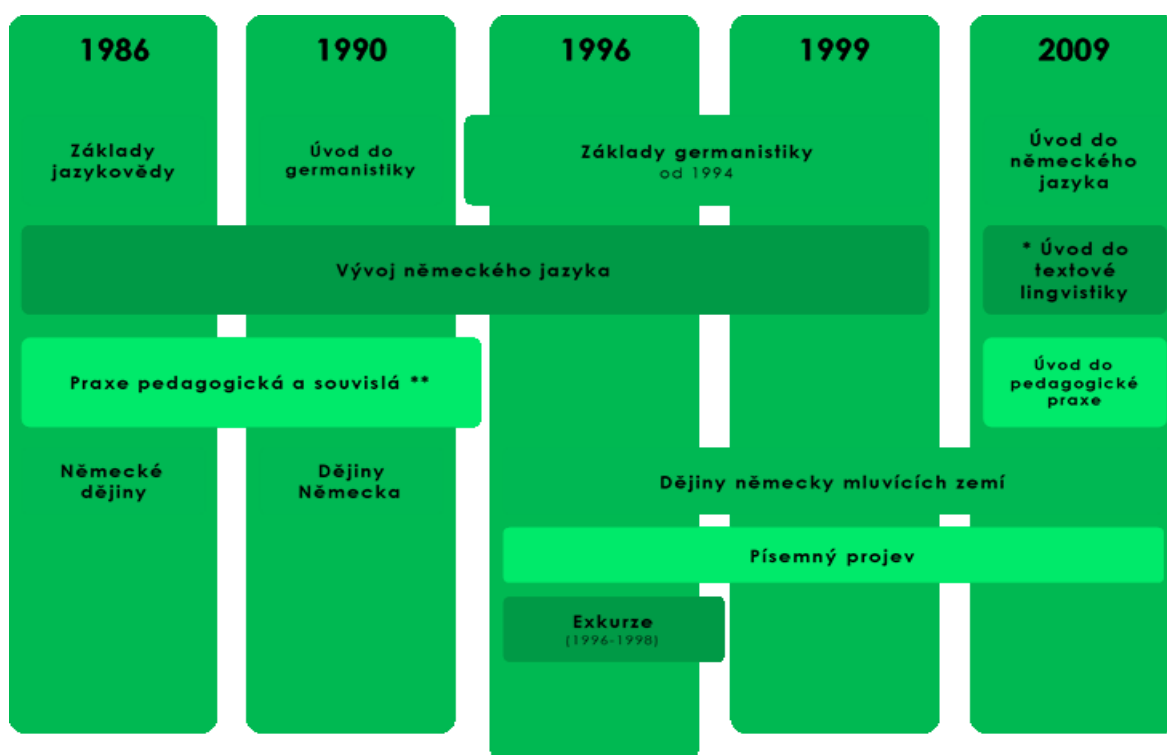 1986
1990
1996
1999
2009
Základy
jazykovědy
Úvod do
germanistiky
Základy germanistiky
od 1994
Úvod do
německého
jazyka
Vývoj německého jazyka
* Úvod do
textové
lingvistiky
Praxe pedagogická a souvislá **
Úvod do
pedagogické
praxe
Německé
dějiny
Dějiny
Německa
Dějiny německy mluvících zemí
Písemný projev
Exkurze
(1996-1998)